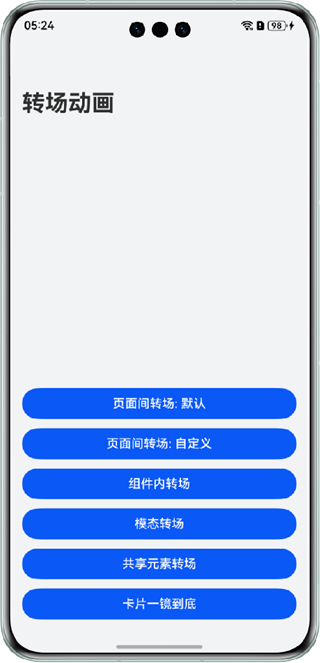 05:24
98
转场动画
页面间转场: 默认
页面间转场: 自定义
组件内转场
模态转场
共享元素转场
卡片一镜到底